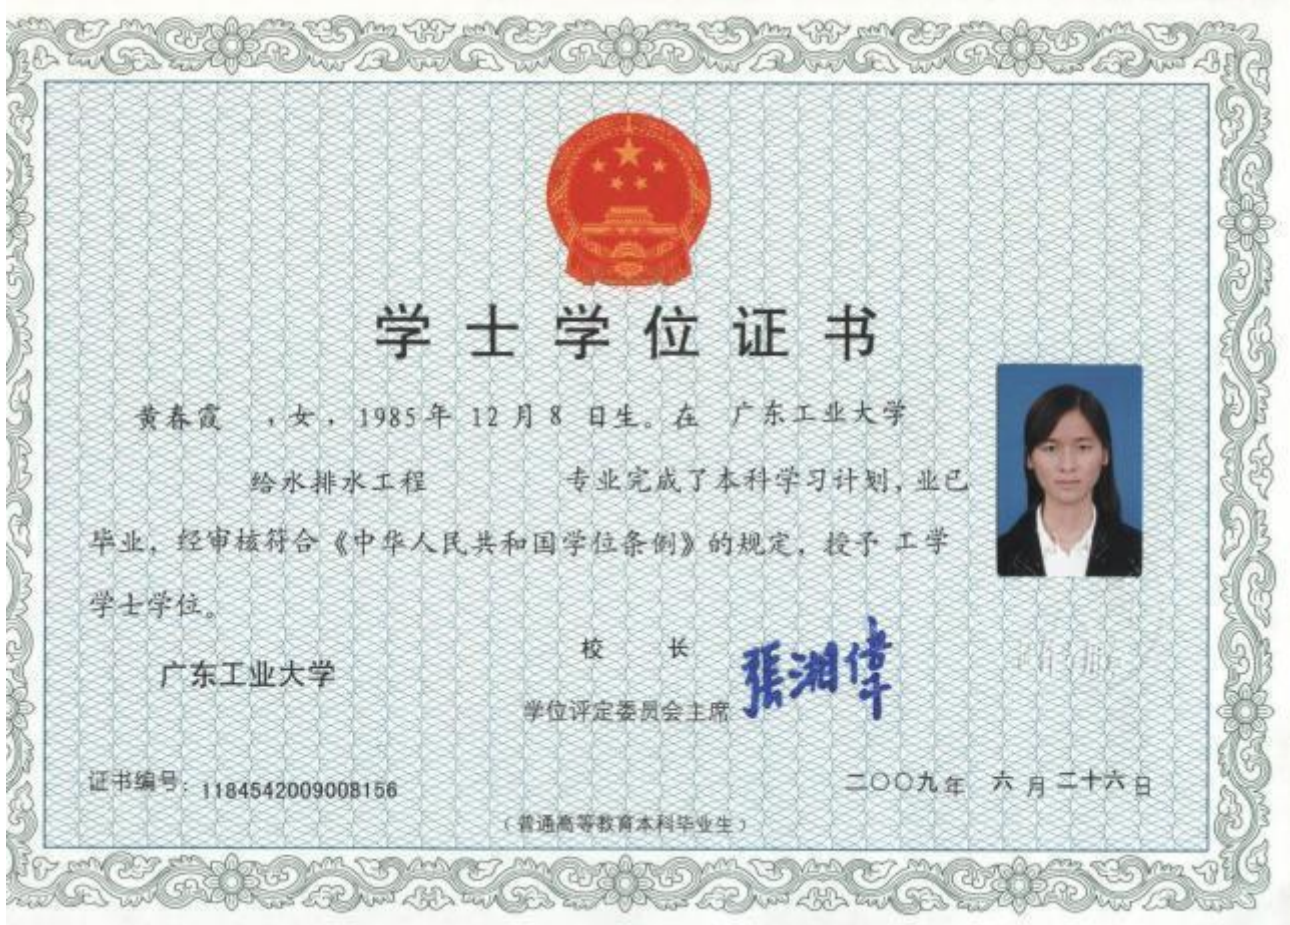 学士学位证书
黄春霞 ,女,1985年 12月8 日生。在 广东工业大学
给水排水工程 专业完成了本科学习计划,业已
毕业,经审核符合《中华人民共和国学位条例》的规定,授予 工学
学士学位。
广东工业大学
校 长
張湘偉
学位评定委员会主席
证书编号:1184542009008156
二〇〇九年 六月二十六日
(普通高等教育本科毕业生)